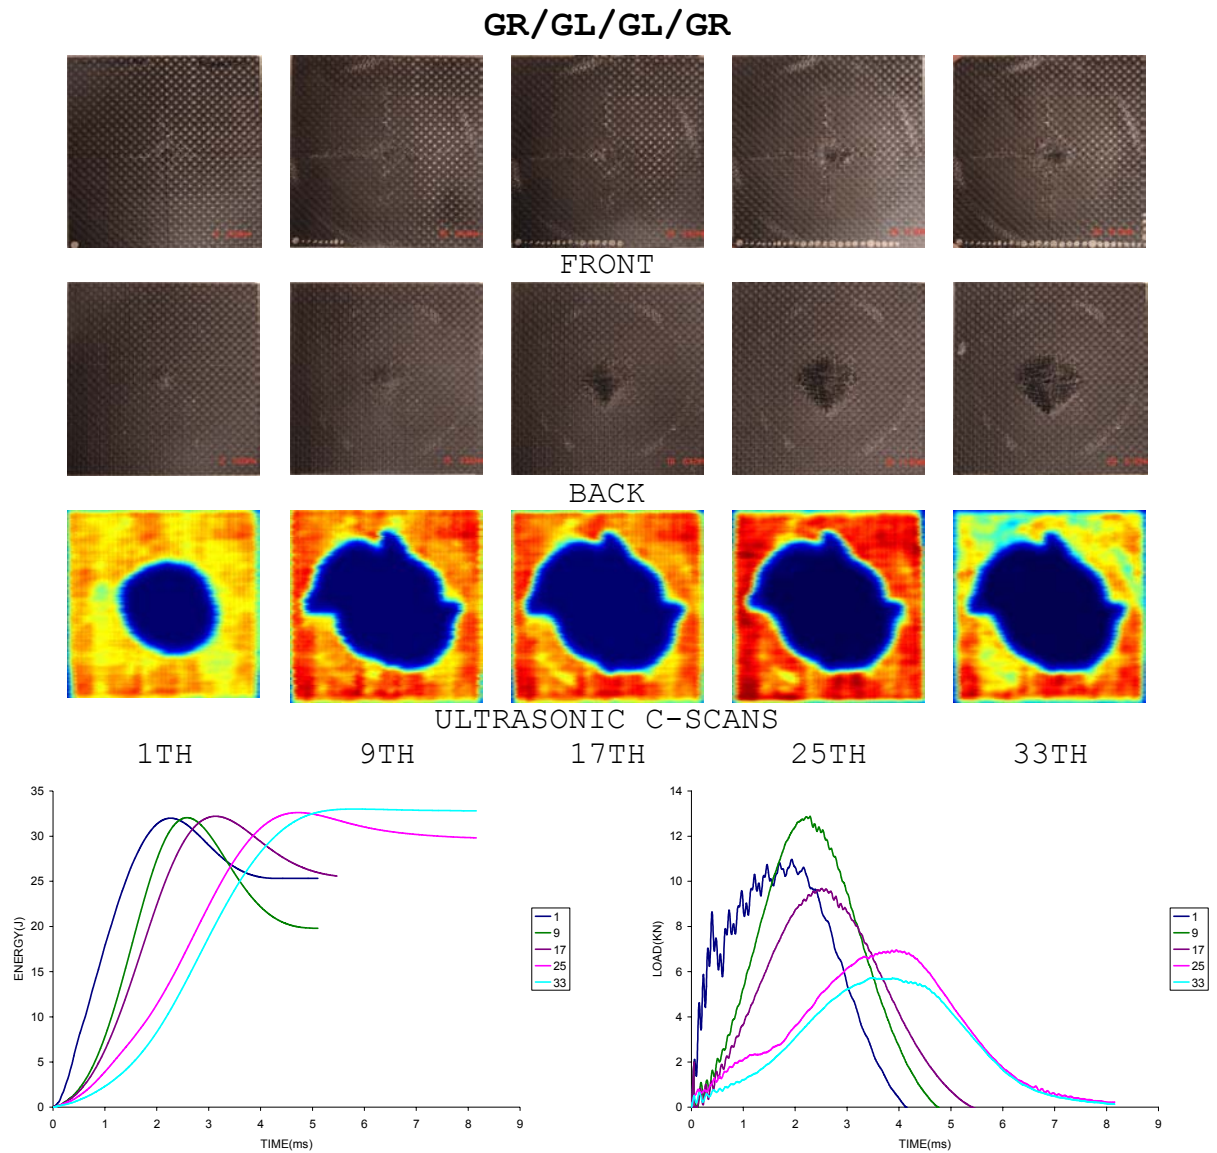 GR/GL/GL/GR
FRONT
BACK
ULTRASONIC C-SCANS
1TH 9TH 17TH 25TH 33TH
35
30
25
20
15
10
5
0
ENERGY(J)
0 1 2 3 4 5 6 7 8 9
TIME(ms)
1
9
17
25
33
14
12
10
8
6
4
2
0
LOAD(KN)
0 1 2 3 4 5 6 7 8 9
TIME(ms)
1
9
17
25
33